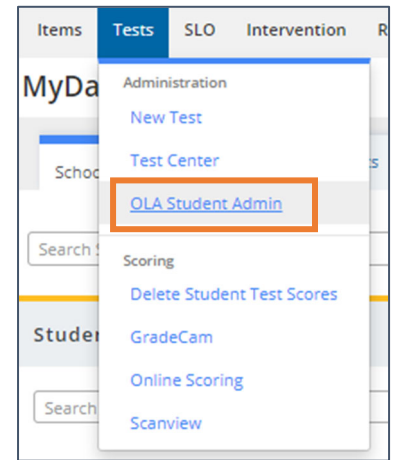 Items Tests SLO Intervention R
MyDa
Administration
New Test
Test Center
Schoo
OLA Student Admin
Search S
Scoring
Delete Student Test Scores
Studen
GradeCam
Online Scoring
Search
Scanview